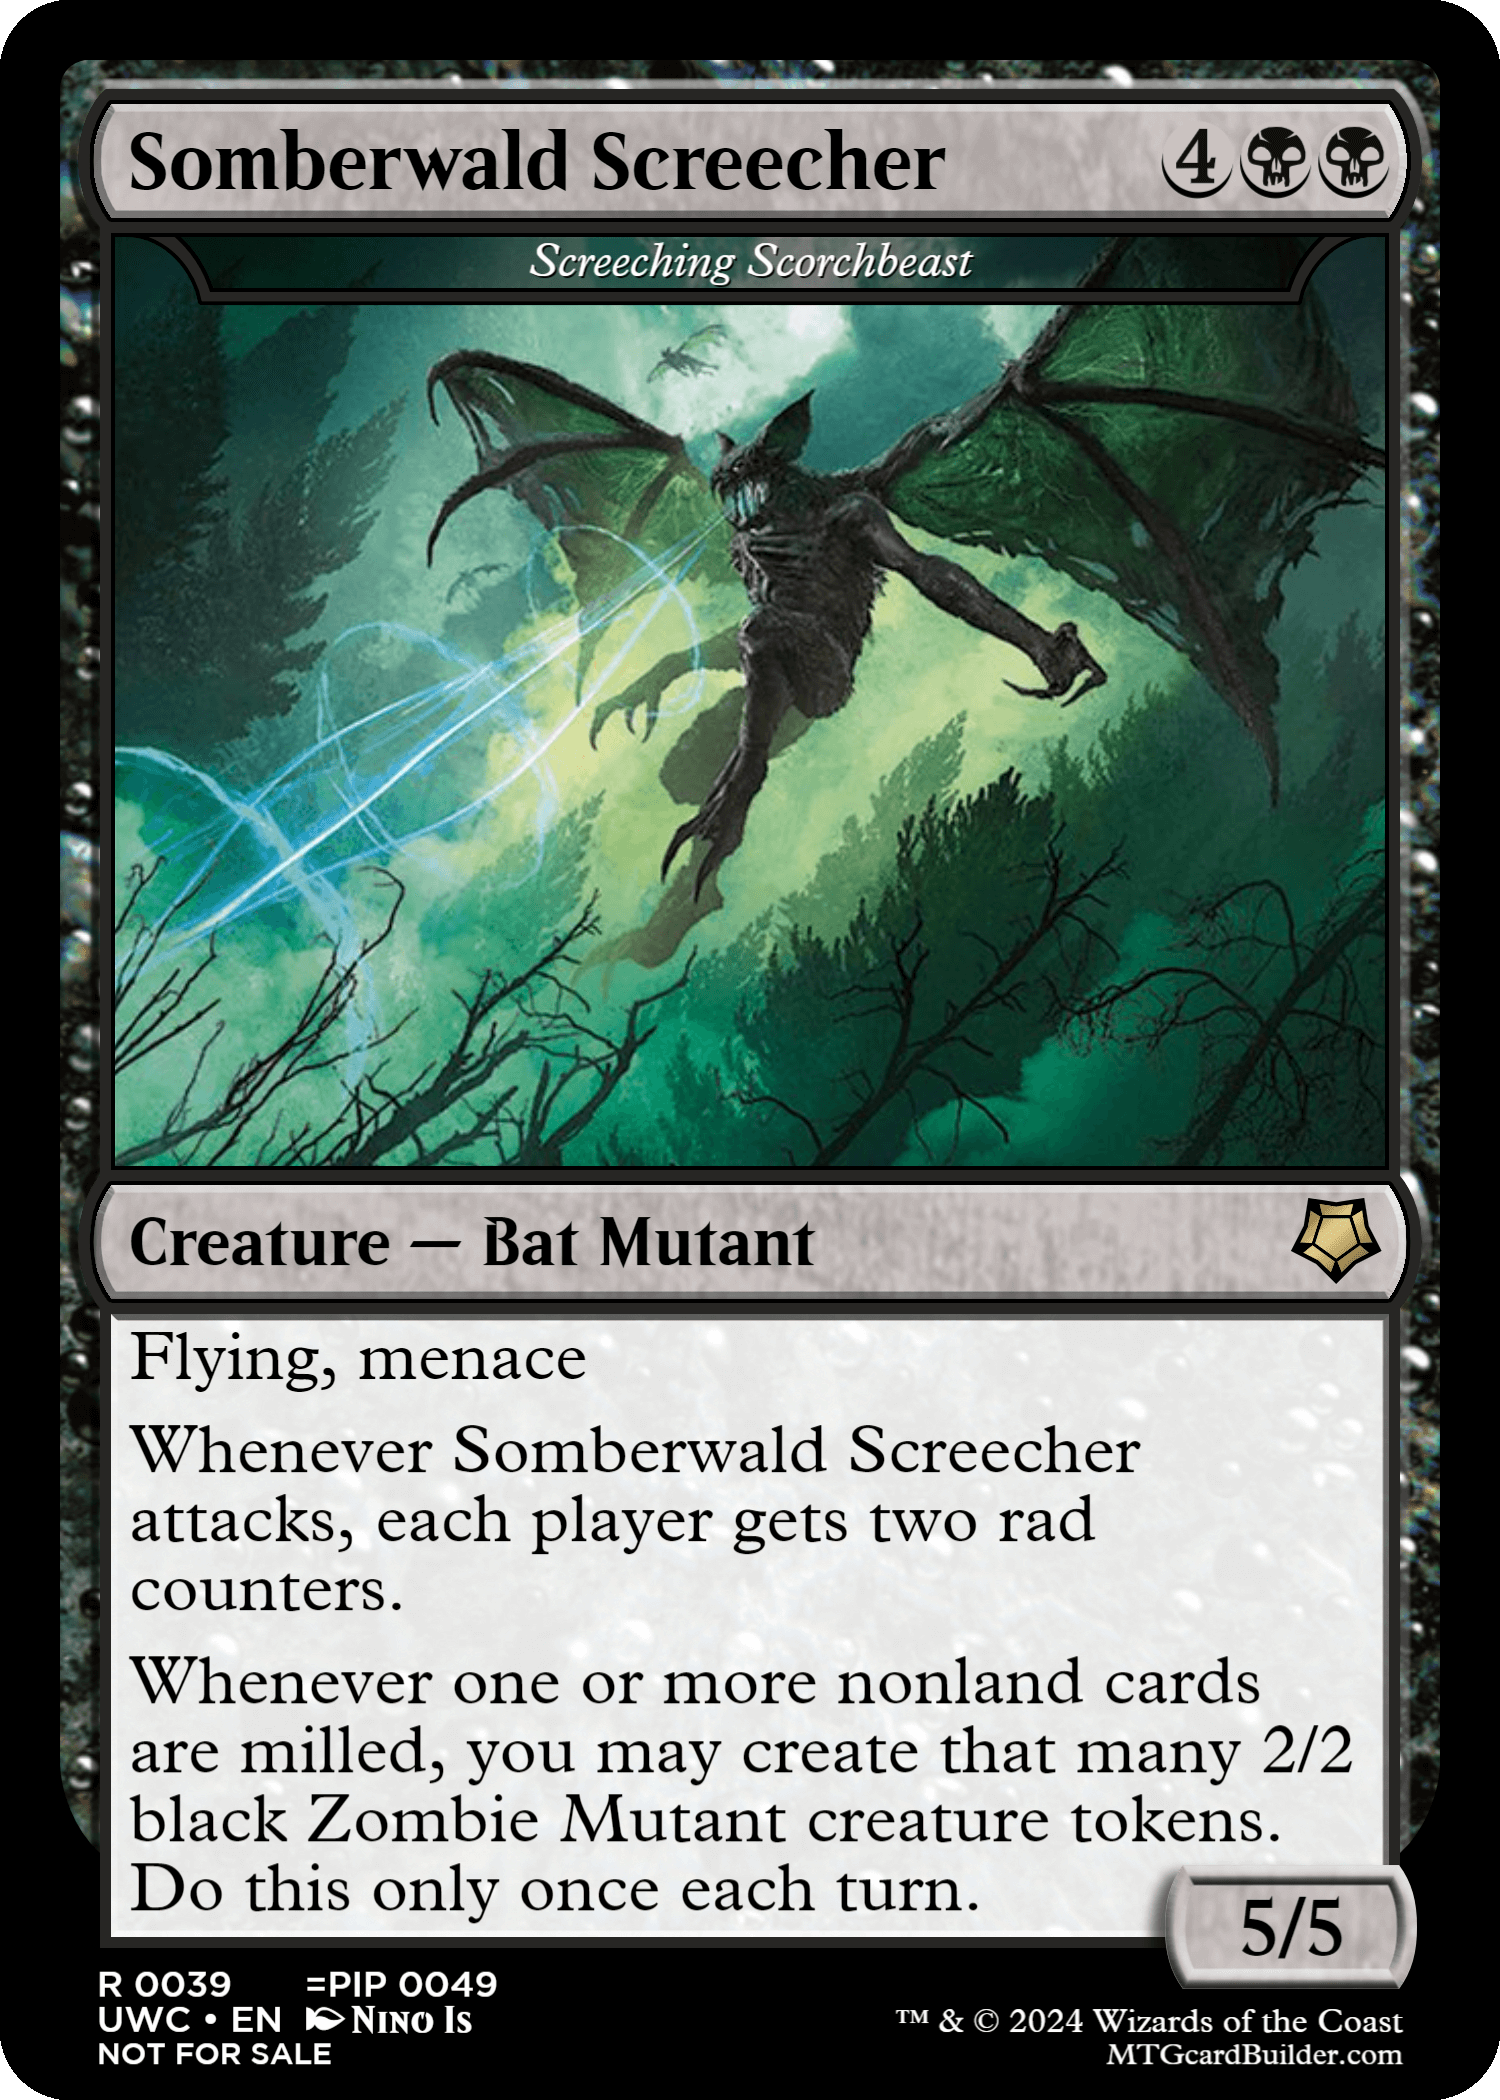 Somberwald Screecher 4
Screeching Scorchbeast
Creature — Bat Mutant
Flying, menace
Whenever Somberwald Screecher
attacks, each player gets two rad
counters.
Whenever one or more nonland cards
are milled, you may create that many 2/2
black Zombie Mutant creature tokens.
Do this only once each turn.
5/5
R 0039 =PIP 0049
UWC • EN Nino Is
NOT FOR SALE
™ & © 2024 Wizards of the Coast
MTGcardBuilder.com